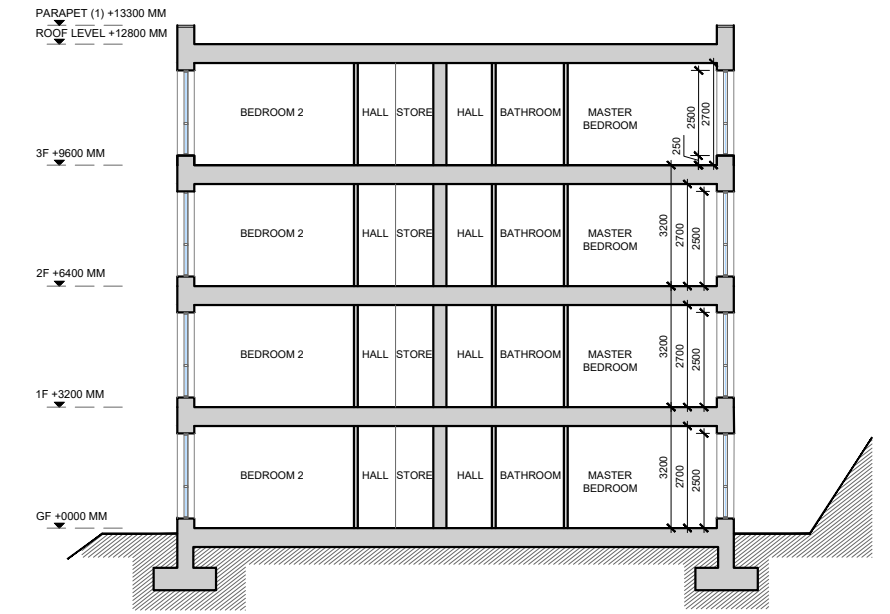 PARAPET (1) +13300 MM
ROOF LEVEL +12800 MM
BEDROOM 2
HALL
STORE
HALL
BATHROOM
MASTER
BEDROOM
250
2500
2700
3F +9600 MM
BEDROOM 2
HALL
STORE
HALL
BATHROOM
MASTER
BEDROOM
3200
2700
2500
2F +6400 MM
BEDROOM 2
HALL
STORE
HALL
BATHROOM
MASTER
BEDROOM
3200
2700
2500
1F +3200 MM
BEDROOM 2
HALL
STORE
HALL
BATHROOM
MASTER
BEDROOM
3200
2700
2500
GF +0000 MM